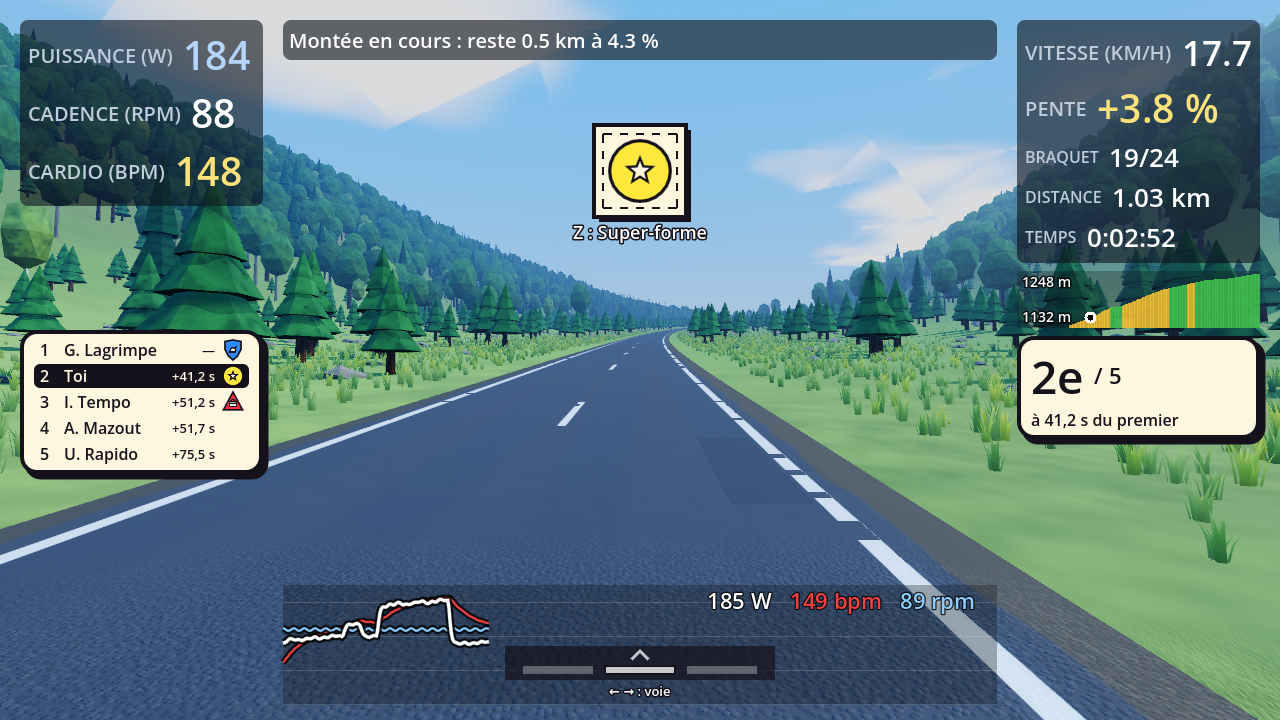 PUISSANCE (W) 184
CADENCE (RPM) 88
CARDIO (BPM) 148
Montée en cours : reste 0.5 km à 4.3 %
VITESSE (KM/H) 17.7
PENTE +3.8 %
BRAQUET 19/24
DISTANCE 1.03 km
TEMPS 0:02:52
Z : Super-forme
1248 m
1132 m
1 G. Lagrimpe —
2 Toi +41,2 s
3 I. Tempo +51,2 s
4 A. Mazout +51,7 s
5 U. Rapido +75,5 s
2e / 5
à 41,2 s du premier
185 W 149 bpm 89 rpm
← → : voie